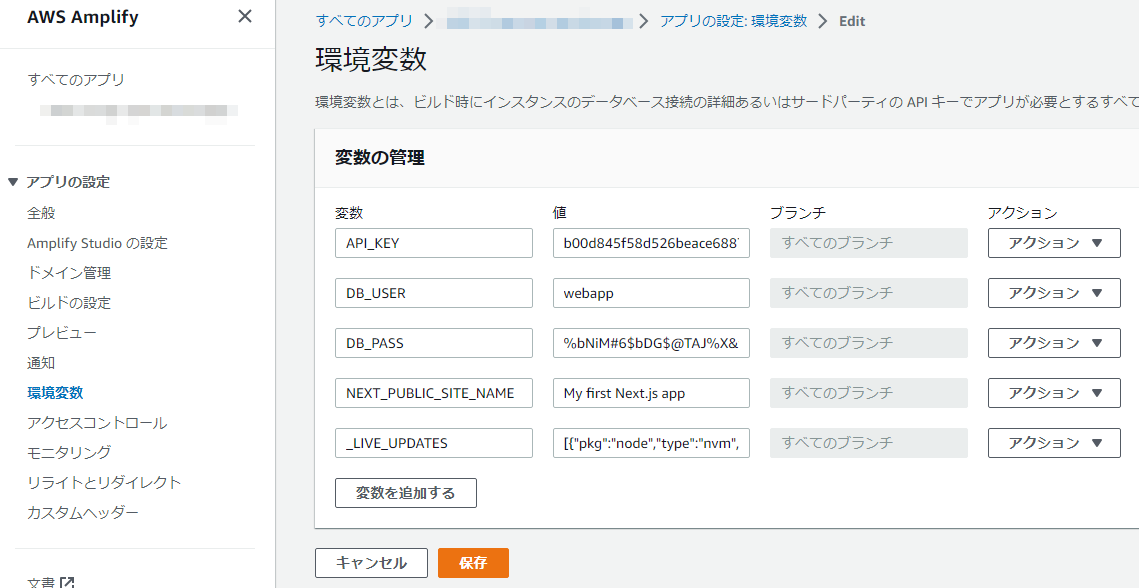 AWS Amplify
すべてのアプリ
アプリの設定: 環境変数
Edit
環境変数
環境変数とは、ビルド時にインスタンスのデータベース接続の詳細あるいはサードパーティの API キーでアプリが必要とするすべて
すべてのアプリ
アプリの設定
全般
Amplify Studio の設定
ドメイン管理
ビルドの設定
プレビュー
通知
環境変数
アクセスコントロール
モニタリング
リライトとリダイレクト
カスタムヘッダー
文書
変数の管理
変数 値 ブランチ アクション
API_KEY b00d845f58d526beace688 すべてのブランチ アクション
DB_USER webapp すべてのブランチ アクション
DB_PASS %bNiM#6$bDG$@TAJ%X& すべてのブランチ アクション
NEXT_PUBLIC_SITE_NAME My first Next.js app すべてのブランチ アクション
_LIVE_UPDATES [{"pkg":"node","type":"nvm", すべてのブランチ アクション
変数を追加する
キャンセル 保存